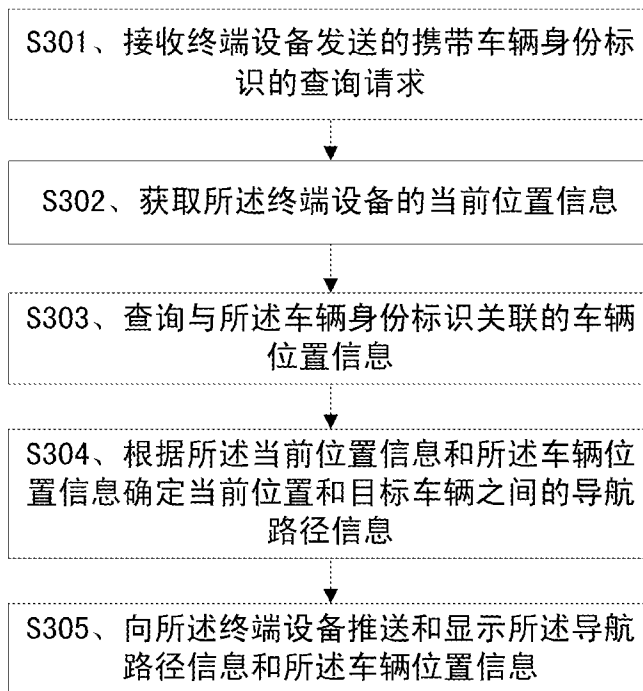 S301、接收终端设备发送的携带车辆身份标
识的查询请求
S302、获取所述终端设备的当前位置信息
S303、查询与所述车辆身份标识关联的车辆
位置信息
S304、根据所述当前位置信息和所述车辆位
置信息确定当前位置和目标车辆之间的导航
路径信息
S305、向所述终端设备推送和显示所述导航
路径信息和所述车辆位置信息